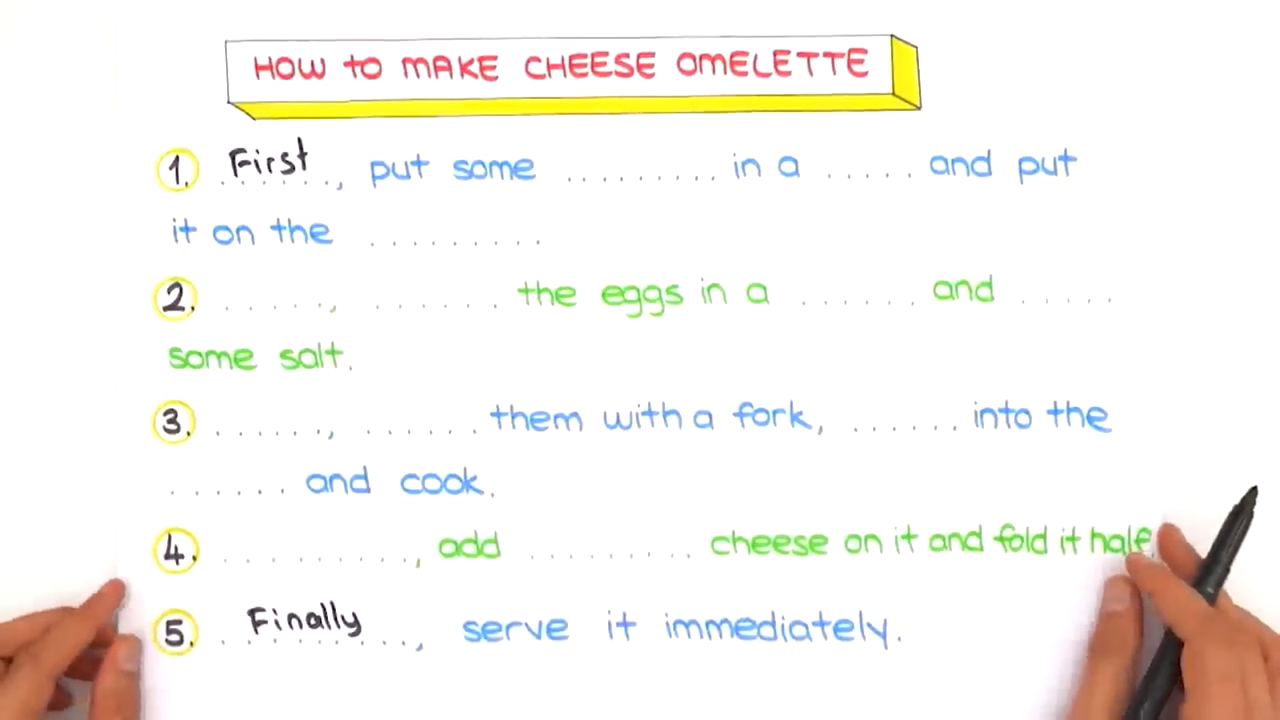 HOW to MAKE CHEESE OMELETTE
1. First, put some ......... in a ..... and put
it on the .........
2. ....., ....... the eggs in a ...... and .....
some salt.
3. ......, ...... them with a fork, ...... into the
...... and cook.
4. .........., add ......... cheese on it and fold it half.
5. Finally, serve it immediately.